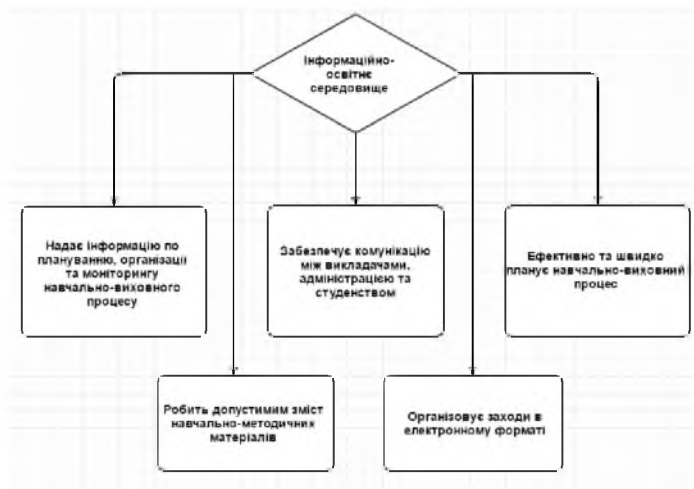 Інформаційно-
освітнє
середовище
Надає інформацію по
плануванню, організації
та моніторингу
навчально-виховного
процесу
Забезпечує комунікацію
між викладачами,
адміністрацією та
студенством
Ефективно та швидко
планує навчально-виховний
процес
Робить допустимим зміст
навчально-методичних
матеріалів
Організовує заходи в
електронному форматі